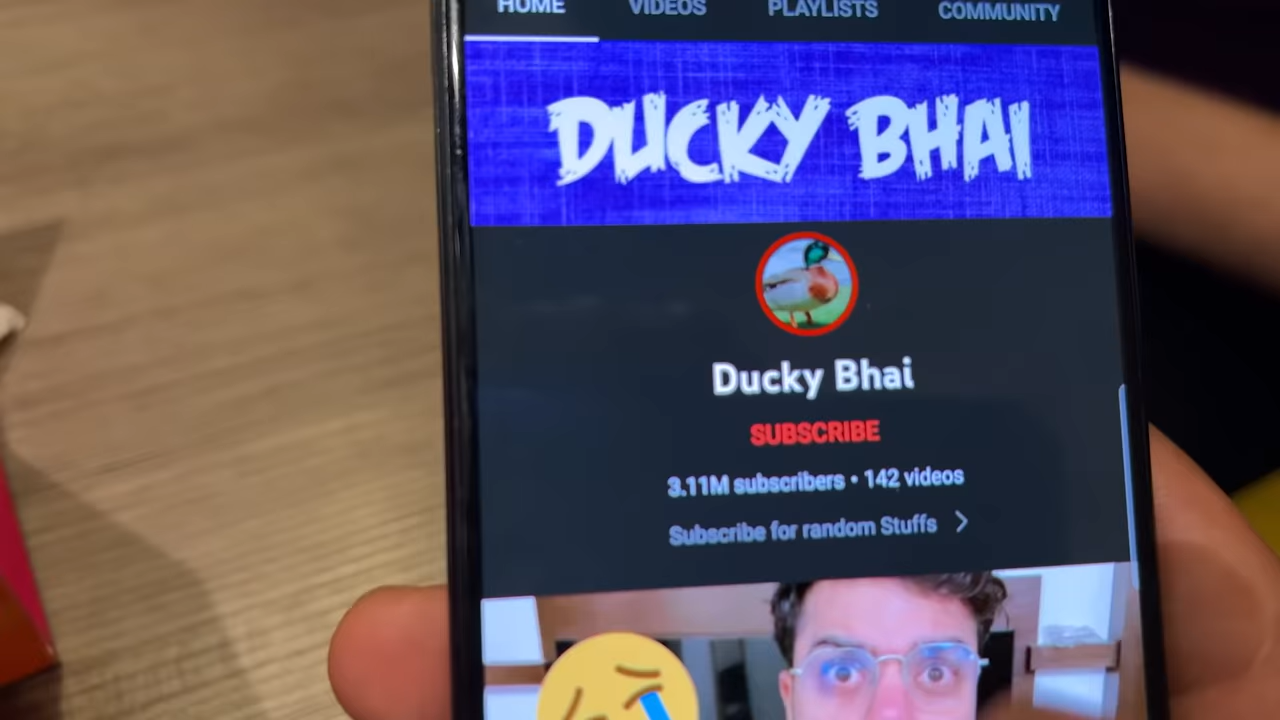 HOME VIDEOS PLAYLISTS COMMUNITY
DUCKY BHAI
Ducky Bhai
SUBSCRIBE
3.11M subscribers • 142 videos
Subscribe for random Stuffs >